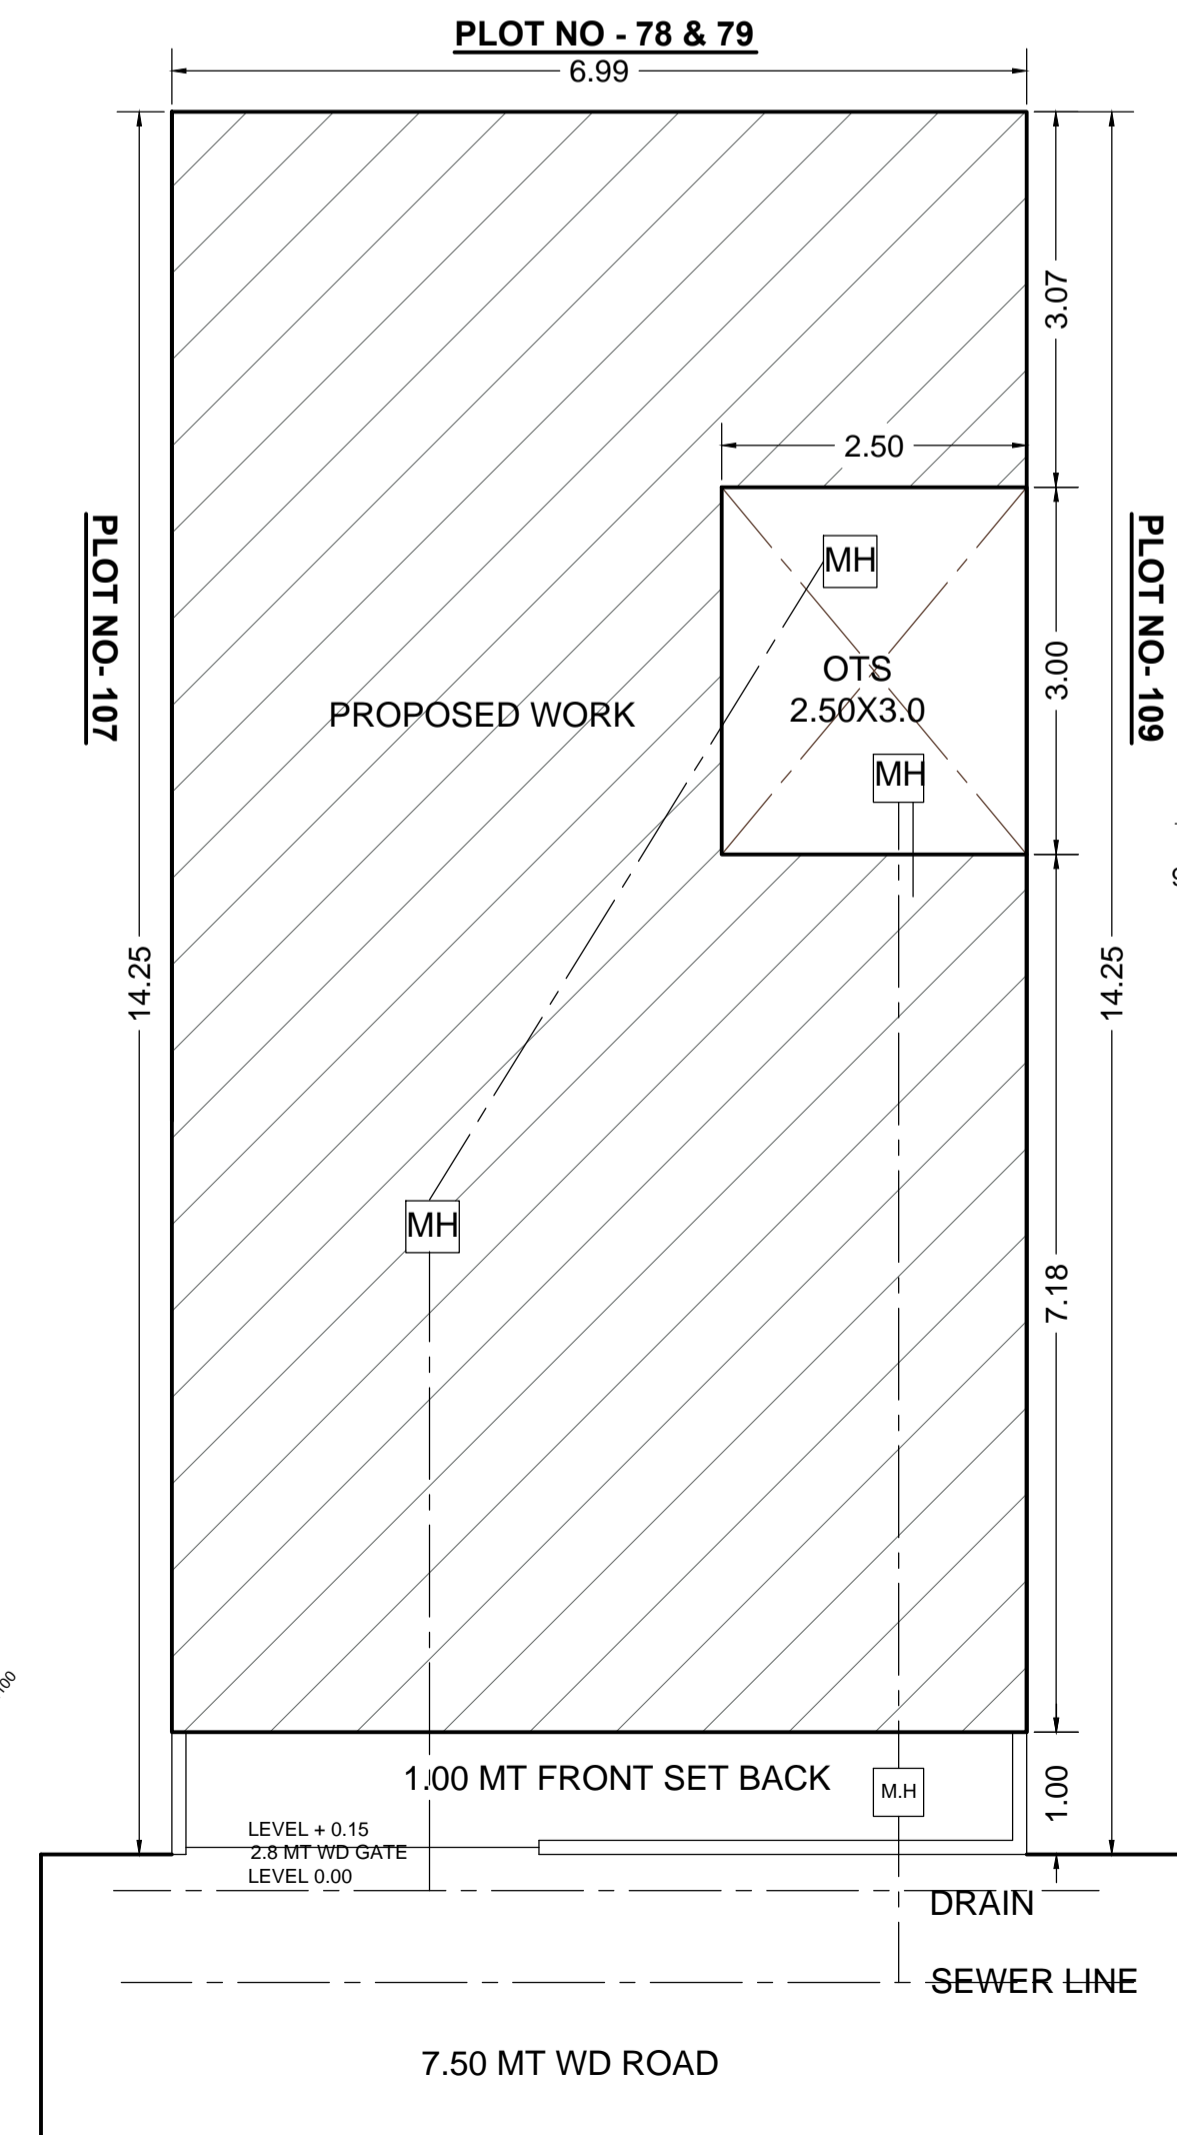 PLOT NO - 78 & 79
6.99
3.07
2.50
PLOT NO- 107
PLOT NO- 109
MH
OTS
2.50X3.0
3.00
PROPOSED WORK
MH
14.25
14.25
MH
7.18
100
1.00 MT FRONT SET BACK
M.H
1.00
LEVEL + 0.15
2.8 MT WD GATE
LEVEL 0.00
DRAIN
SEWER LINE
7.50 MT WD ROAD